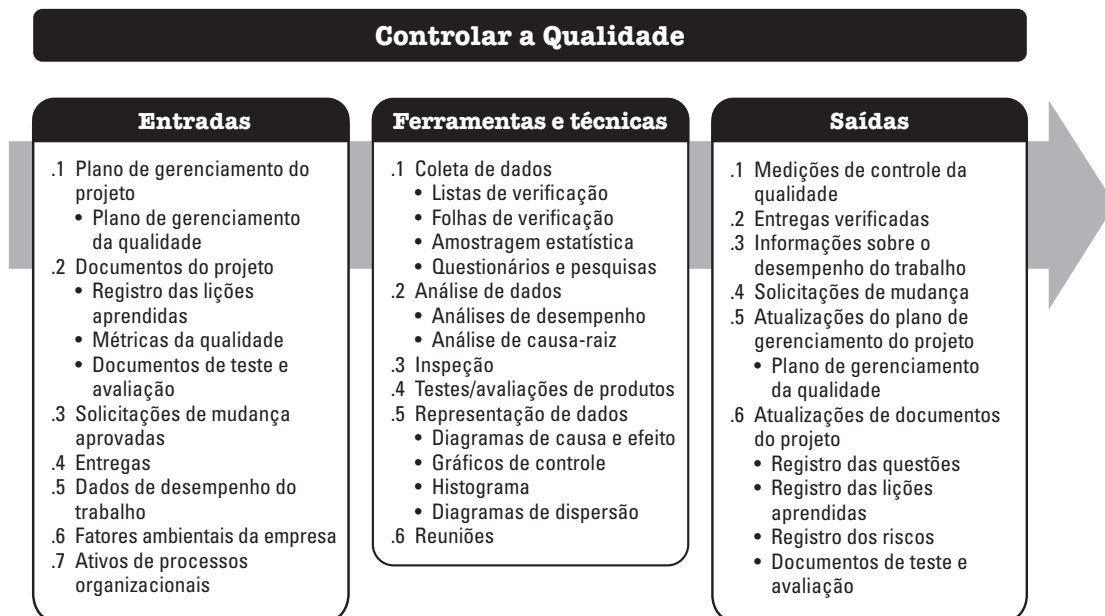 Controlar a Qualidade
Entradas
.1 Plano de gerenciamento do
projeto
• Plano de gerenciamento
da qualidade
.2 Documentos do projeto
• Registro das lições
aprendidas
• Métricas da qualidade
• Documentos de teste e
avaliação
.3 Solicitações de mudança
aprovadas
.4 Entregas
.5 Dados de desempenho do
trabalho
.6 Fatores ambientais da empresa
.7 Ativos de processos
organizacionais
Ferramentas e técnicas
.1 Coleta de dados
• Listas de verificação
• Folhas de verificação
• Amostragem estatística
• Questionários e pesquisas
.2 Análise de dados
• Análises de desempenho
• Análise de causa-raiz
.3 Inspeção
.4 Testes/avaliações de produtos
.5 Representação de dados
• Diagramas de causa e efeito
• Gráficos de controle
• Histograma
• Diagramas de dispersão
.6 Reuniões
Saídas
.1 Medições de controle da
qualidade
.2 Entregas verificadas
.3 Informações sobre o
desempenho do trabalho
.4 Solicitações de mudança
.5 Atualizações do plano de
gerenciamento do projeto
• Plano de gerenciamento
da qualidade
.6 Atualizações de documentos
do projeto
• Registro das questões
• Registro das lições
aprendidas
• Registro dos riscos
• Documentos de teste e
avaliação